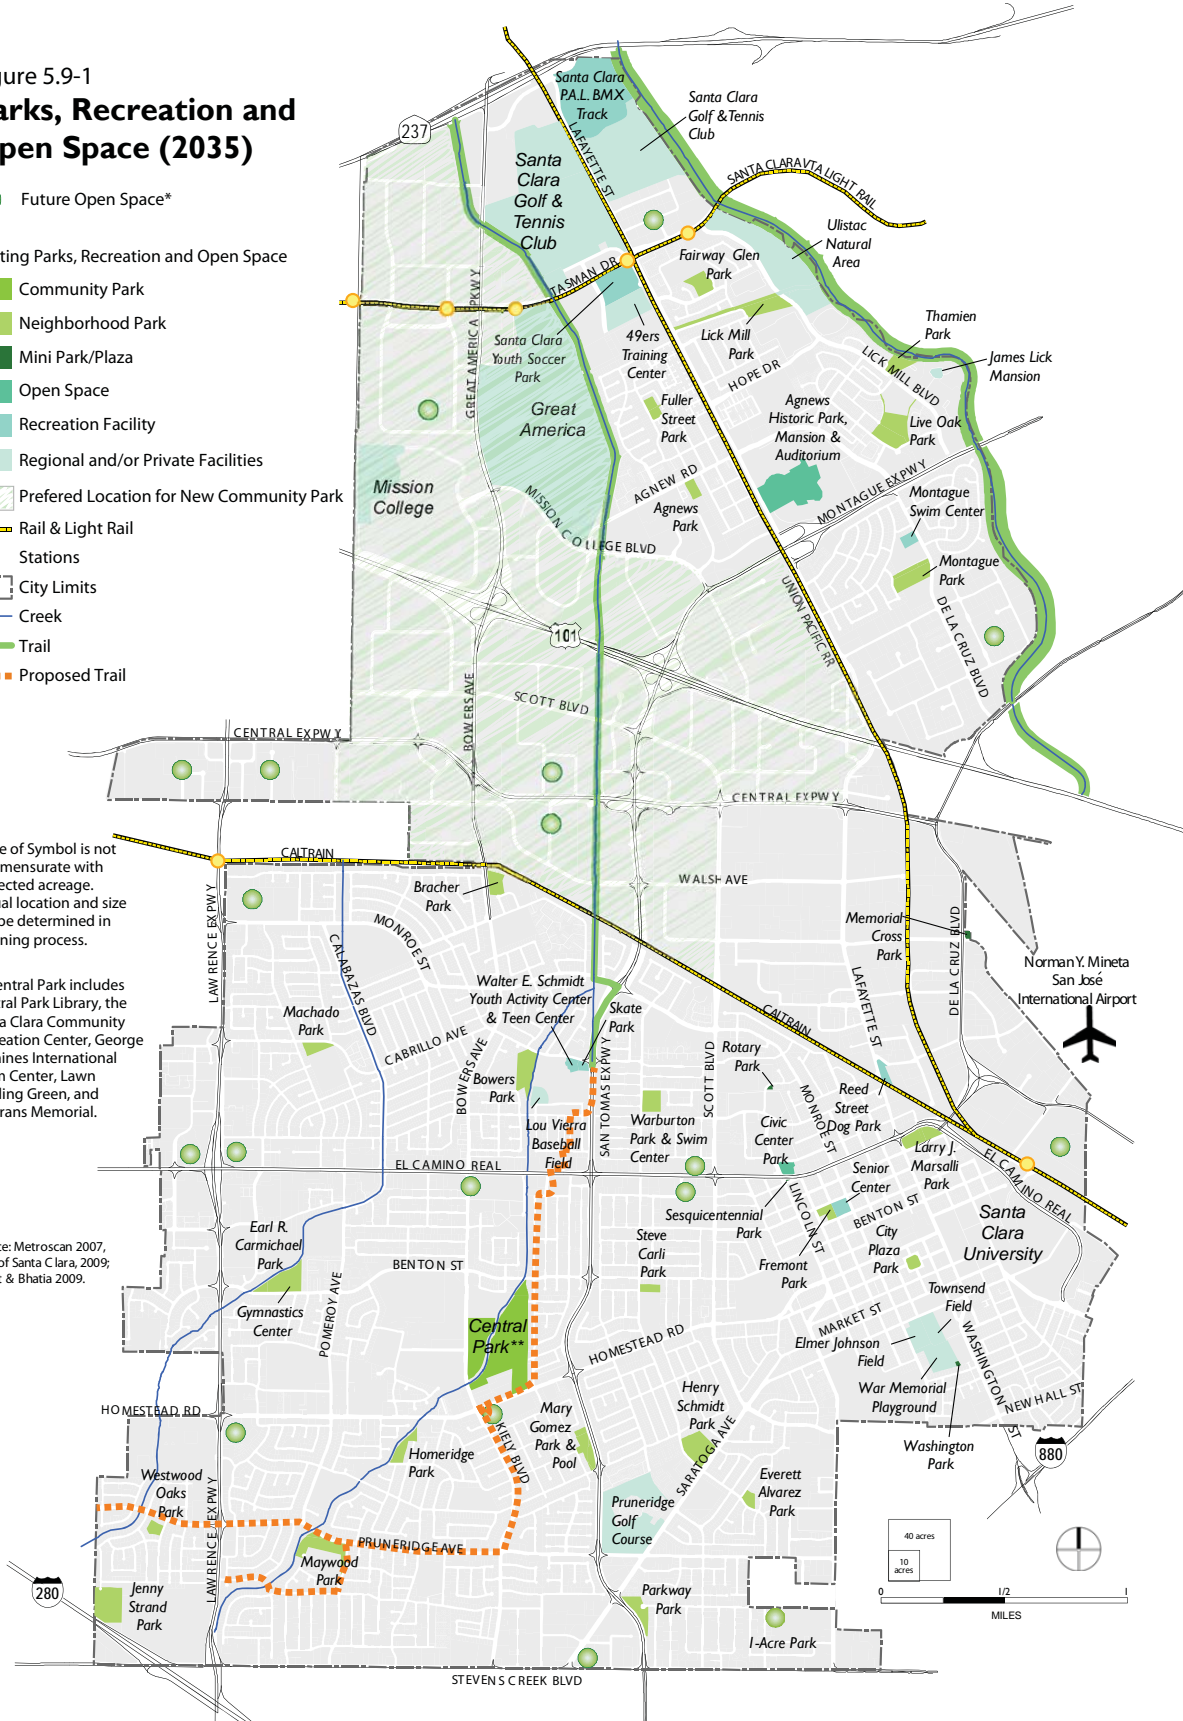 gure 5.9-1
arks, Recreation and
pen Space (2035)
Future Open Space*
ting Parks, Recreation and Open Space
Community Park
Neighborhood Park
Mini Park/Plaza
Open Space
Recreation Facility
Regional and/or Private Facilities
Prefered Location for New Community Park
Rail & Light Rail
Stations
City Limits
Creek
Trail
Proposed Trail
e of Symbol is not
mensurate with
ected acreage.
ual location and size
be determined in
ning process.
entral Park includes
tral Park Library, the
a Clara Community
eation Center, George
aines International
m Center, Lawn
ding Green, and
rans Memorial.
ce: Metroscan 2007,
of Santa Clara, 2009;
t & Bhatia 2009.
237
Santa Clara
P.A.L. BMX
Track
Santa Clara
Golf & Tennis
Club
LAFAYETTE ST
Santa
Clara
Golf &
Tennis
Club
SANTA CLARA VTA LIGHT RAIL
Ulistac
Natural
Area
Fairway Glen
Park
TASMAN DR
GREAT AMERICA PKWY
Santa Clara
Youth Soccer
Park
49ers
Training
Center
Lick Mill
Park
Thamien
Park
LICK MILL BLVD
James Lick
Mansion
HOPE DR
Great
America
Fuller
Street
Park
Agnews
Historic Park,
Mansion &
Auditorium
Live Oak
Park
Mission
College
AGNEW RD
Agnews
Park
MONTAGUE EXPWY
Montague
Swim Center
MISSION COLLEGE BLVD
Montague
Park
UNION PACIFIC RR
DE LA CRUZ BLVD
101
SCOTT BLVD
BOWERS AVE
CENTRAL EXPWY
CENTRAL EXPWY
CALTRAIN
WALSH AVE
Bracher
Park
LAWRENCE EXPWY
MONROE ST
CALABAZAS BLVD
Memorial
Cross
Park
DE LA CRUZ BLVD
Norman Y. Mineta
San José
International Airport
LAFAYETTE ST
Walter E. Schmidt
Youth Activity Center
& Teen Center
Skate
Park
CALTRAIN
Machado
Park
CABRILLO AVE
BOWERS AVE
Bowers
Park
SAN TOMAS EXPWY
SCOTT BLVD
Rotary
Park
MONROE ST
Reed
Street
Dog Park
Lou Vierra
Baseball
Field
Warburton
Park & Swim
Center
Civic
Center
Park
Larry J.
Marsalli
Park
EL CAMINO REAL
EL CAMINO REAL
Senior
Center
LINCOLN ST
BENTON ST
Sesquicentennial
Park
Santa
Clara
University
Earl R.
Carmichael
Park
Steve
Carli
Park
City
Plaza
Park
Fremont
Park
BENTON ST
Gymnastics
Center
POMEROY AVE
Townsend
Field
Central
Park**
MARKET ST
HOMESTEAD RD
Elmer Johnson
Field
WASHINGTON ST
War Memorial
Playground
NEWHALL ST
HOMESTEAD RD
Mary
Gomez
Park &
Pool
Henry
Schmidt
Park
KIELY BLVD
SARATOGA AVE
Washington
Park
880
Homeridge
Park
Westwood
Oaks
Park
Everett
Alvarez
Park
Pruneridge
Golf
Course
LAWRENCE EXPWY
PRUNERIDGE AVE
Maywood
Park
40 acres
10
acres
0
1/2
1
MILES
280
Jenny
Strand
Park
Parkway
Park
1-Acre Park
STEVENS CREEK BLVD